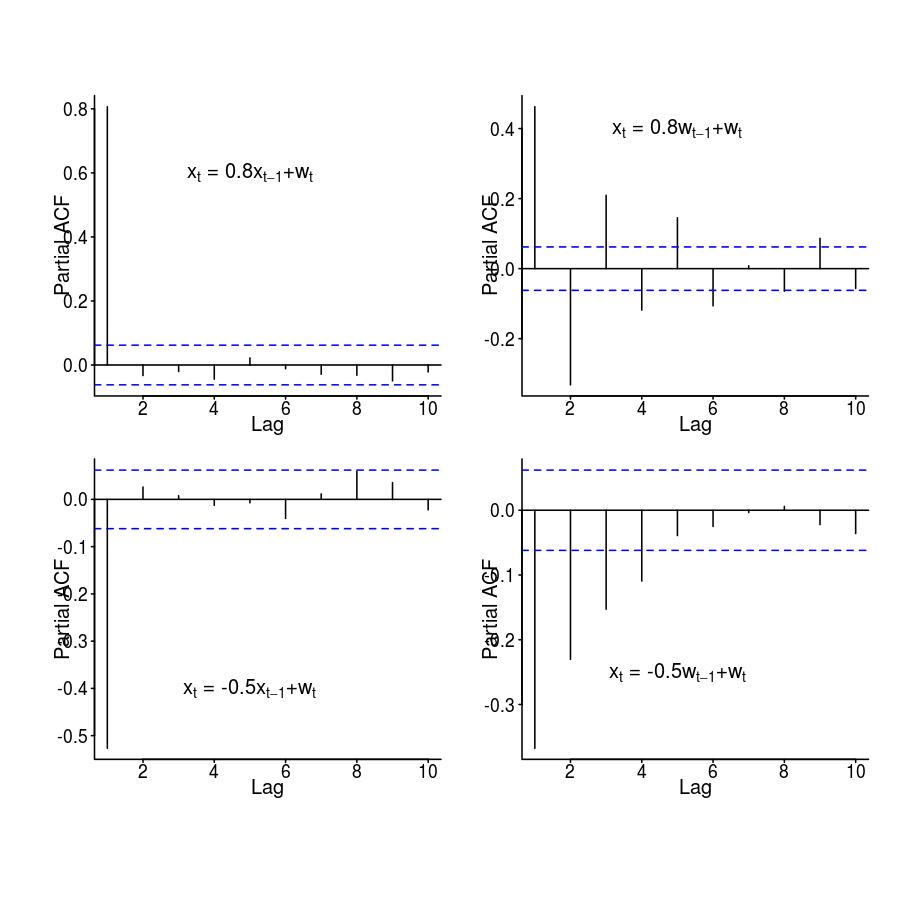 0.8
0.6
0.4
0.2
0.0
Partial ACF
xt = 0.8xt−1+wt
2 4 6 8 10
Lag
0.4
0.2
0.0
-0.2
Partial ACF
xt = 0.8wt−1+wt
2 4 6 8 10
Lag
0.0
-0.1
-0.2
-0.3
-0.4
-0.5
Partial ACF
xt = -0.5xt−1+wt
2 4 6 8 10
Lag
0.0
-0.1
-0.2
-0.3
Partial ACF
xt = -0.5wt−1+wt
2 4 6 8 10
Lag